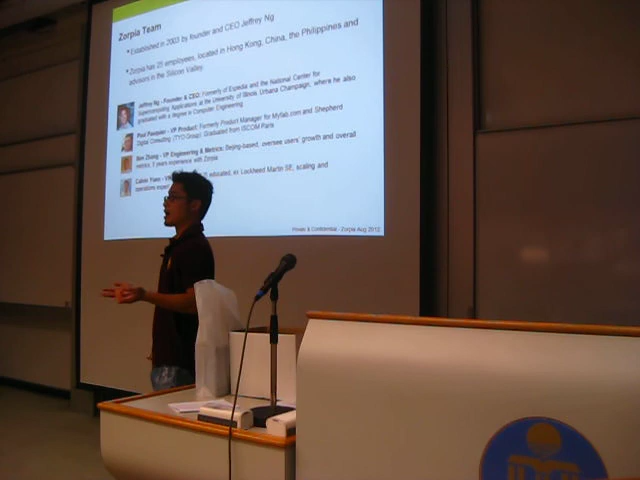 Zorpia Team
Established in 2003 by founder and CEO Jeffrey Ng
Zorpia has 25 employees, located in Hong Kong, China, the Philippines and
advisors in the Silicon Valley.
Jeffrey Ng - Founder & CEO: Formerly of Expedia and the National Center for
Supercomputing Applications at the University of Illinois Urbana Champaign, where he also
graduated with a degree in Computer Engineering
Paul Pasquier - VP Product: Formerly Product Manager for Myfab.com and Shepherd
Digital Consulting (TYO Group). Graduated from ISCOM Paris
Zhang - VP Engineering & Metrics: Beijing-based, oversee users' growth and overall
metrics. 5 years experience with Zorpia
educated, ex- Lockheed Martin SE, scaling and
operations
Private & Confidential - Zorpia Aug 2012